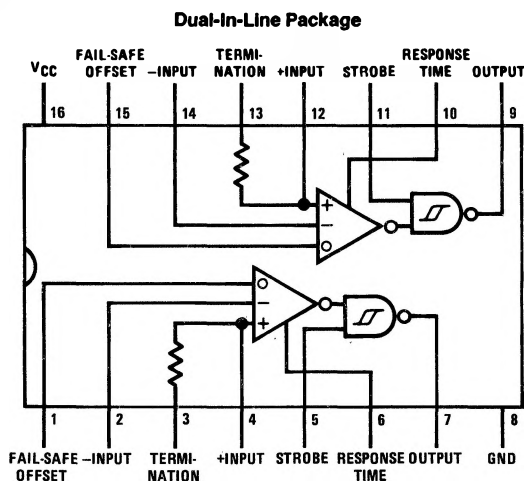 Dual-In-Line Package
VCC
FAIL-SAFE
OFFSET
–INPUT
TERMI-
NATION
+INPUT
STROBE
RESPONSE
TIME
OUTPUT
16 15 14 13 12 11 10 9
+
–
+
–
1 2 3 4 5 6 7 8
FAIL-SAFE
OFFSET
–INPUT
TERMI-
NATION
+INPUT
STROBE
RESPONSE
TIME
OUTPUT
GND